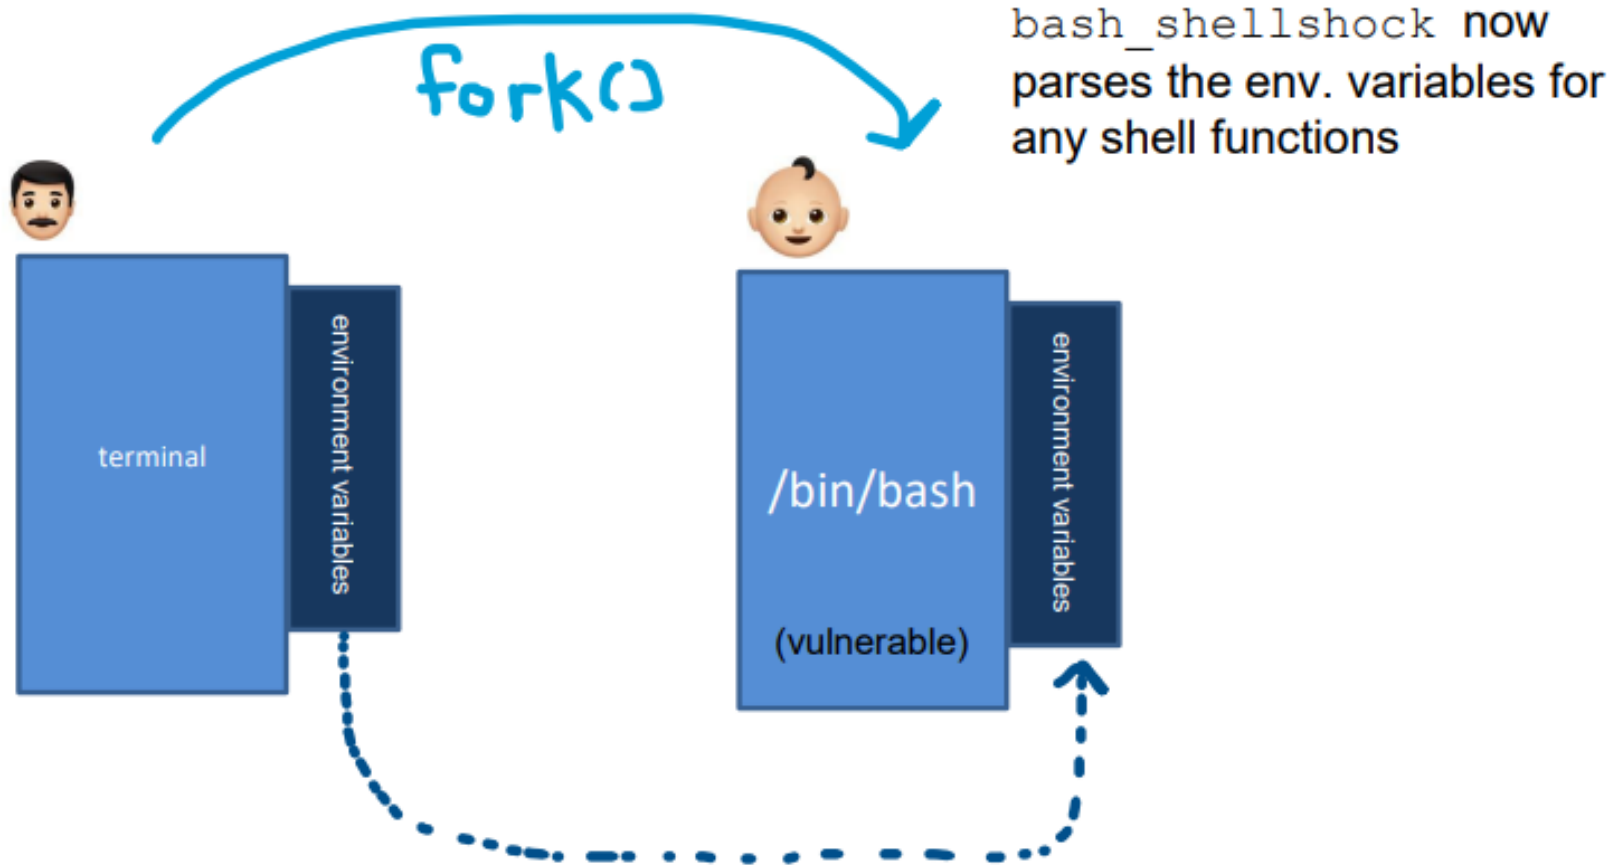 bash_shellshock now
parses the env. variables for
any shell functions
fork()
terminal
environment variables
/bin/bash
(vulnerable)
environment variables